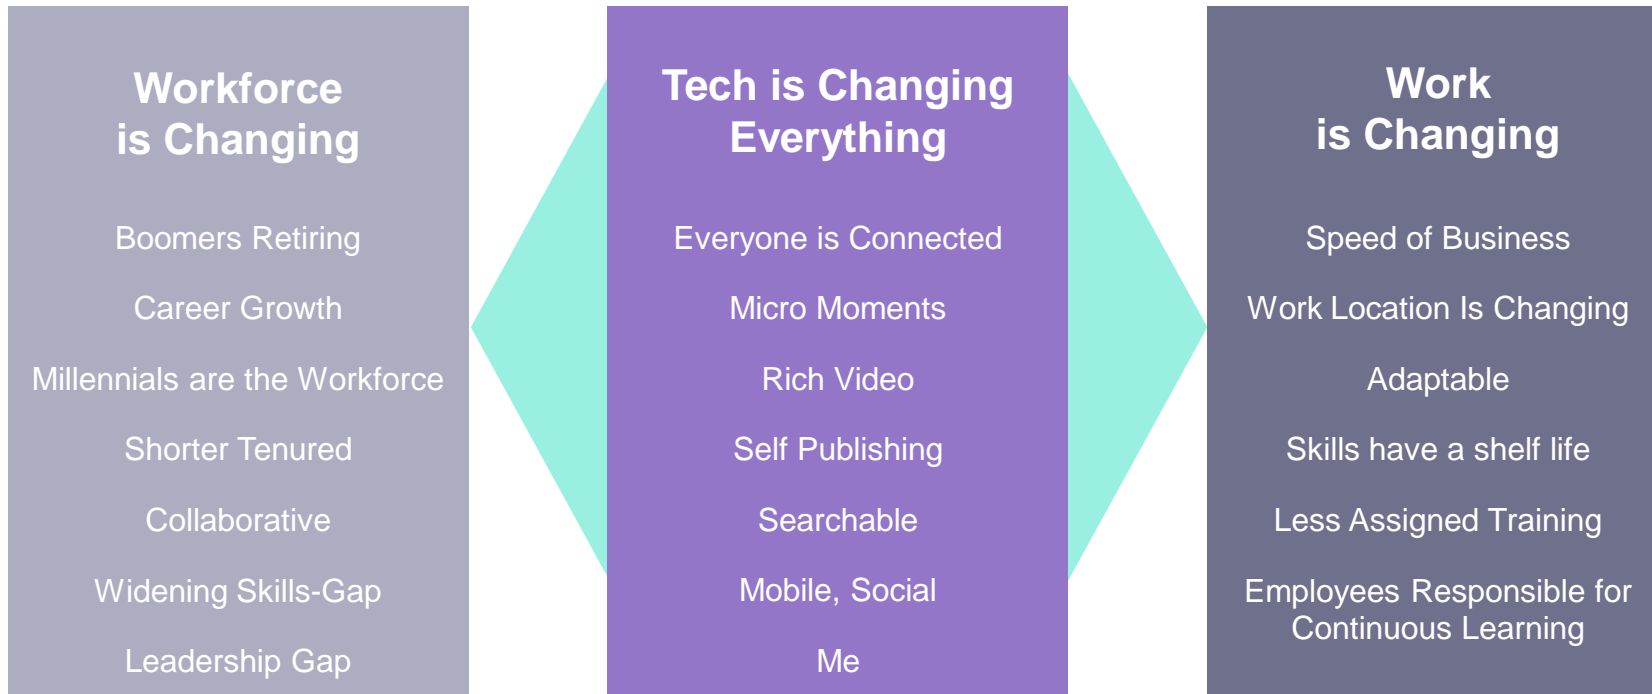 Workforce
is Changing
Boomers Retiring
Career Growth
Millennials are the Workforce
Shorter Tenured
Collaborative
Widening Skills-Gap
Leadership Gap
Tech is Changing
Everything
Everyone is Connected
Micro Moments
Rich Video
Self Publishing
Searchable
Mobile, Social
Me
Work
is Changing
Speed of Business
Work Location Is Changing
Adaptable
Skills have a shelf life
Less Assigned Training
Employees Responsible for
Continuous Learning